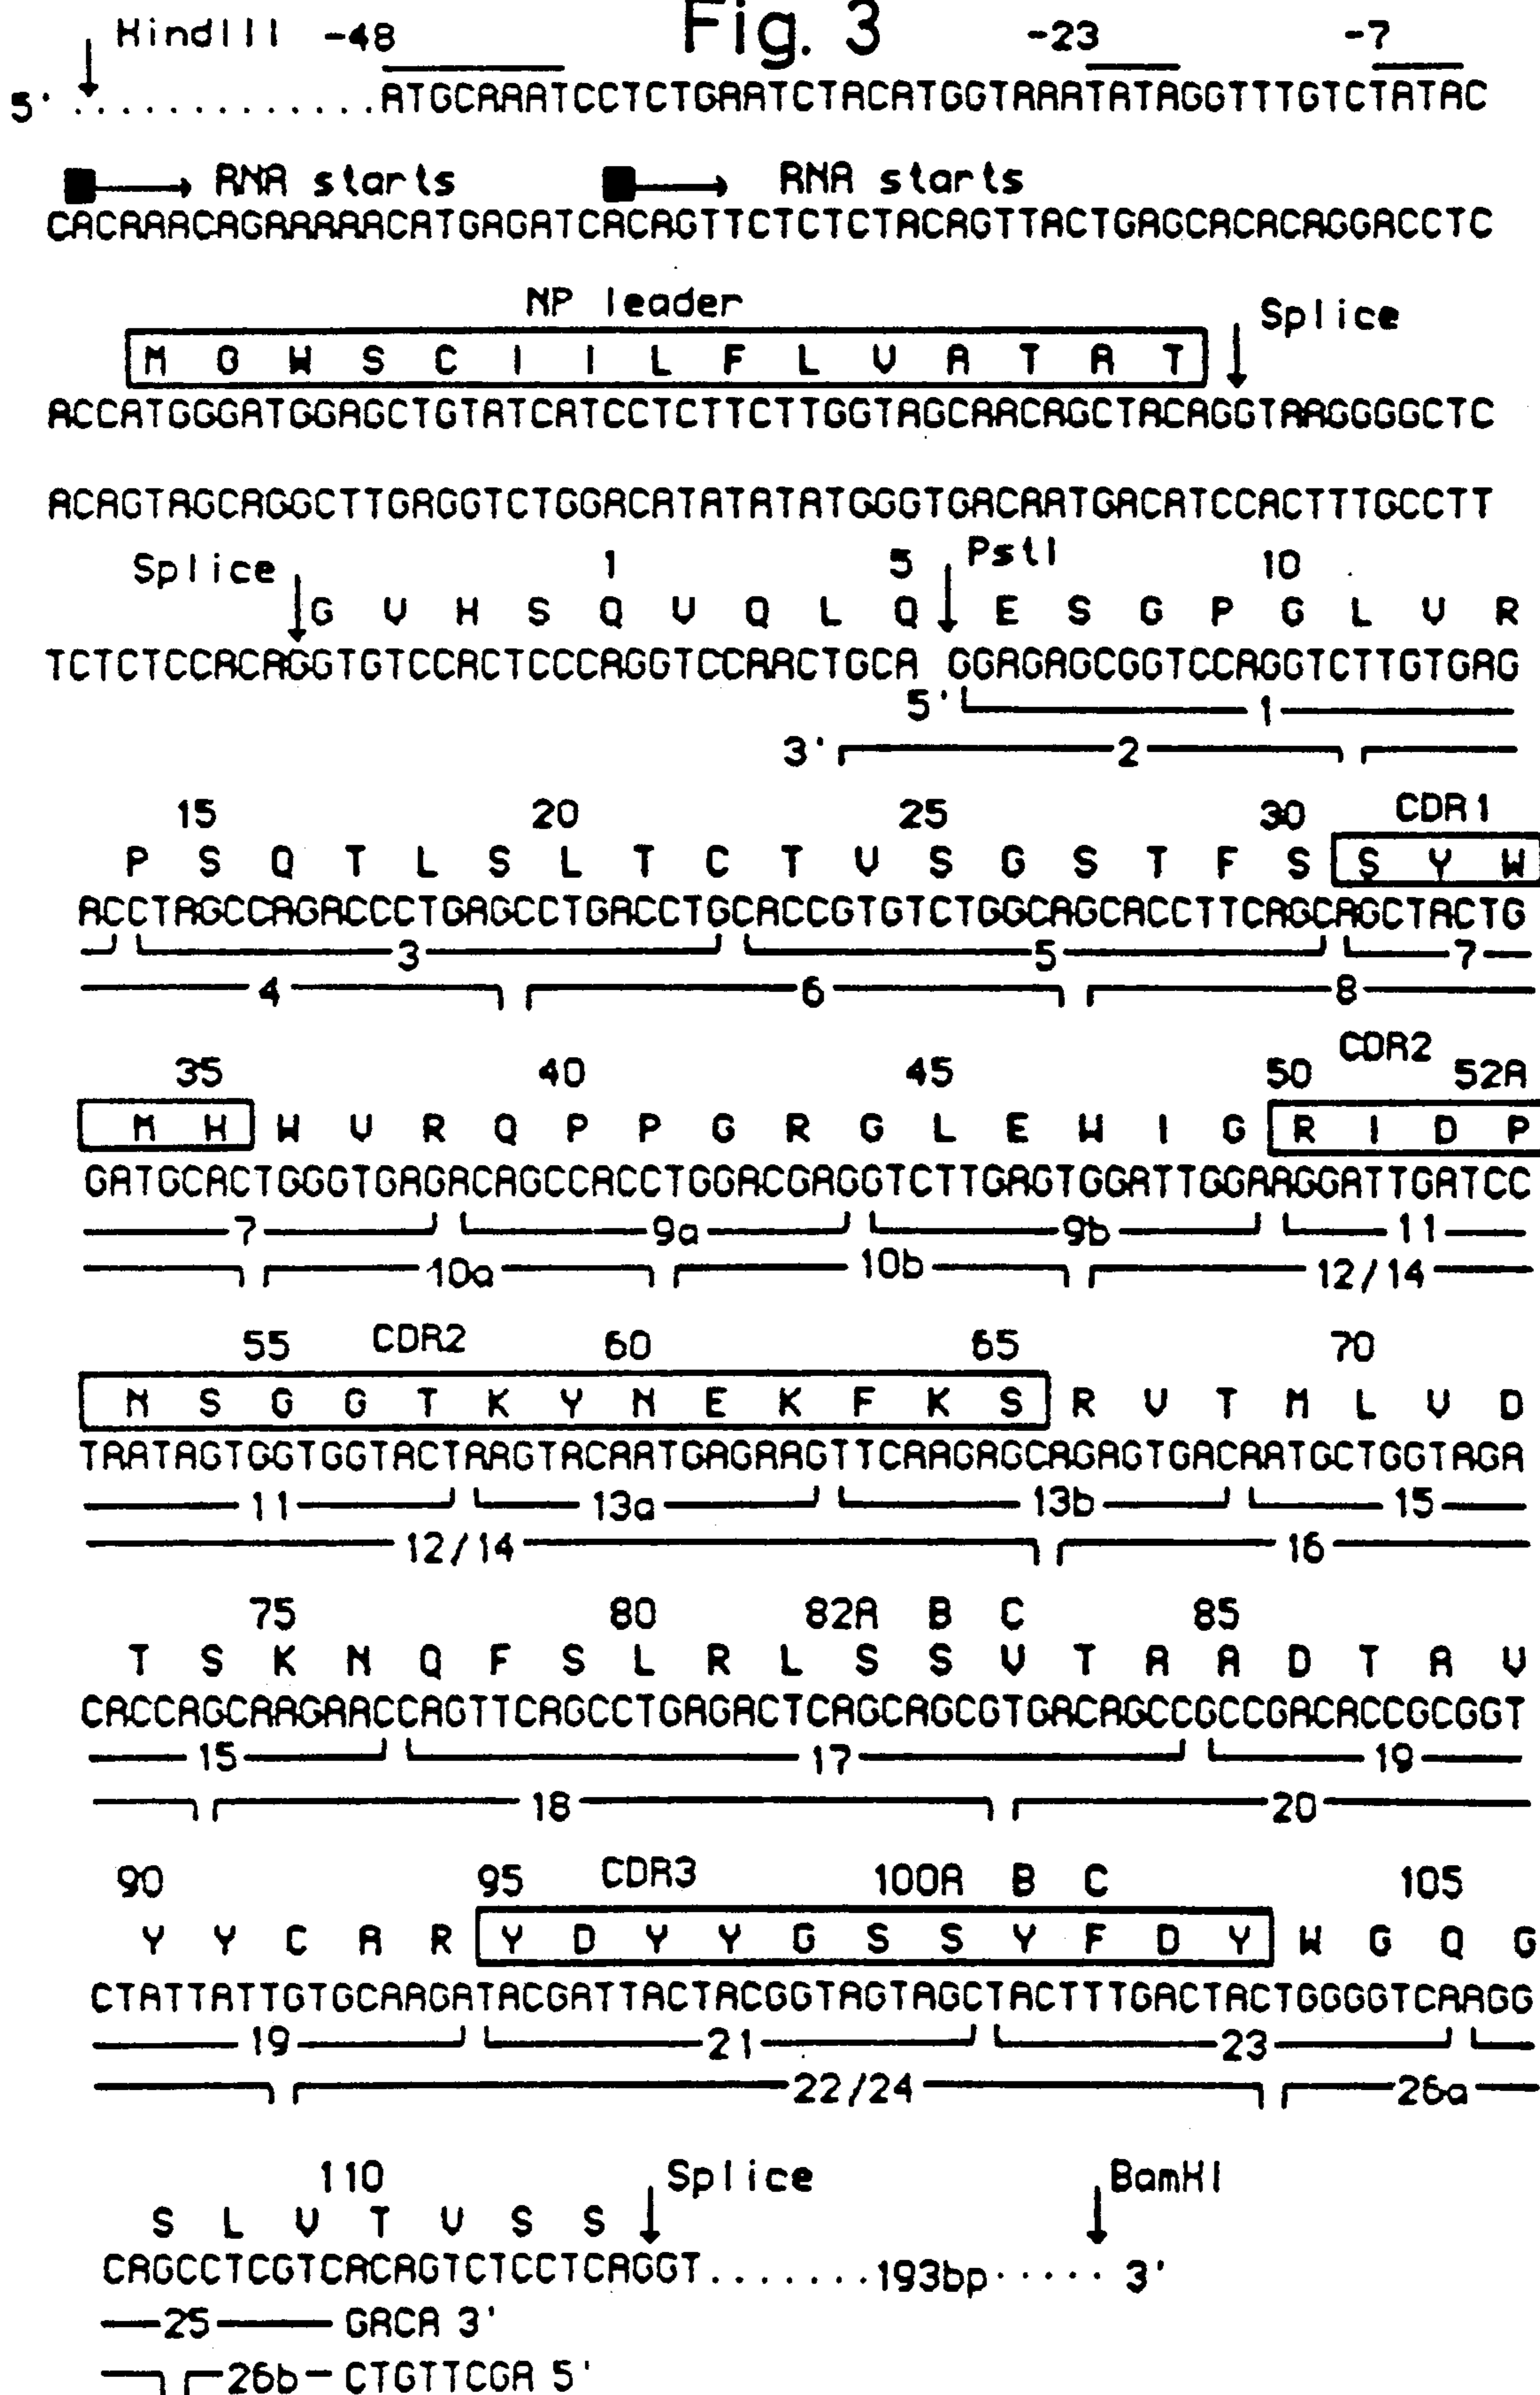 Fig. 3
HindIII -48 -23 -7
5' .............ATGCAAATCCTCTGAATCTACATGGTAAATATAGGTTTGTCTATAC
RNA starts RNA starts
CACAAACAGAAAAACATGAGATCACAGTTCTCTCTACAGTTACTGAGCACACAGGACCTC
NP leader Splice
M G W S C I I L F L V A T A T
ACCATGGGATGGAGCTGTATCATCCTCTTCTTGGTAGCAACAGCTACAGGTAAGGGGCTC
ACAGTAGCAGGCTTGAGGTCTGGACATATATATGGGTGACAATGACATCCACTTTGCCTT
Splice 1 5 PstI 10
G V H S Q V Q L Q E S G P G L V R
TCTCTCCACAGGTGTCCACTCCCAGGTCCAACTGCA GGAGAGCGGTCCAGGTCTTGTGAG
5' 1
3' 2
15 20 25 30 CDR1
P S Q T L S L T C T V S G S T F S S Y W
ACCTAGCCAGACCCTGAGCCTGACCTGCACCGTGTCTGGCAGCACCTTCAGCAGCTACTG
3 5 7
4 6 8
35 40 45 50 CDR2 52A
M H W V R Q P P G R G L E W I G R I D P
GATGCACTGGGTGAGACAGCCACCTGGACGAGGTCTTGAGTGGATTGGAAGGATTGATCC
7 9a 9b 11
10a 10b 12/14
55 CDR2 60 65 70
N S G G T K Y N E K F K S R V T M L V D
TAATAGTGGTGGTACTAAGTACAATGAGAAGTTCAAGAGCAGAGTGACAATGCTGGTAGA
11 13a 13b 15
12/14 16
75 80 82A B C 85
T S K N Q F S L R L S S V T A A D T A V
CACCAGCAAGAACCAGTTCAGCCTGAGACTCAGCAGCGTGACAGCCGCCGACACCGCGGT
15 17 19
18 20
90 95 CDR3 100A B C 105
Y Y C A R Y D Y Y G S S Y F D Y W G Q G
CTATTATTGTGCAAGATACGATTACTACGGTAGTAGCTACTTTGACTACTGGGGTCAAGG
19 21 23
22/24 26a
110 Splice BamHI
S L V T V S S
CAGCCTCGTCACAGTCTCCTCAGGT.......193bp..... 3'
25 GACA 3'
26b CTGTTCGA 5'